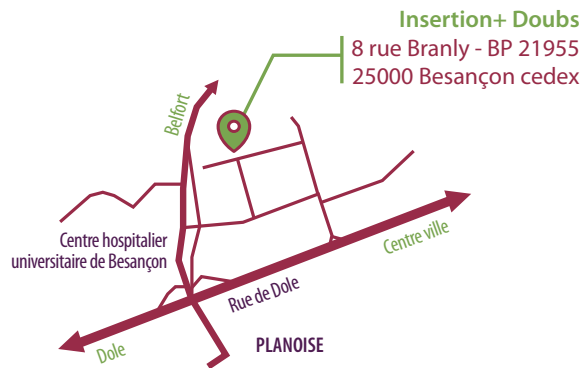 Insertion+ Doubs
8 rue Branly - BP 21955
25000 Besançon cedex
Belfort
Centre hospitalier
universitaire de Besançon
Centre ville
Rue de Dole
Dole
PLANOISE